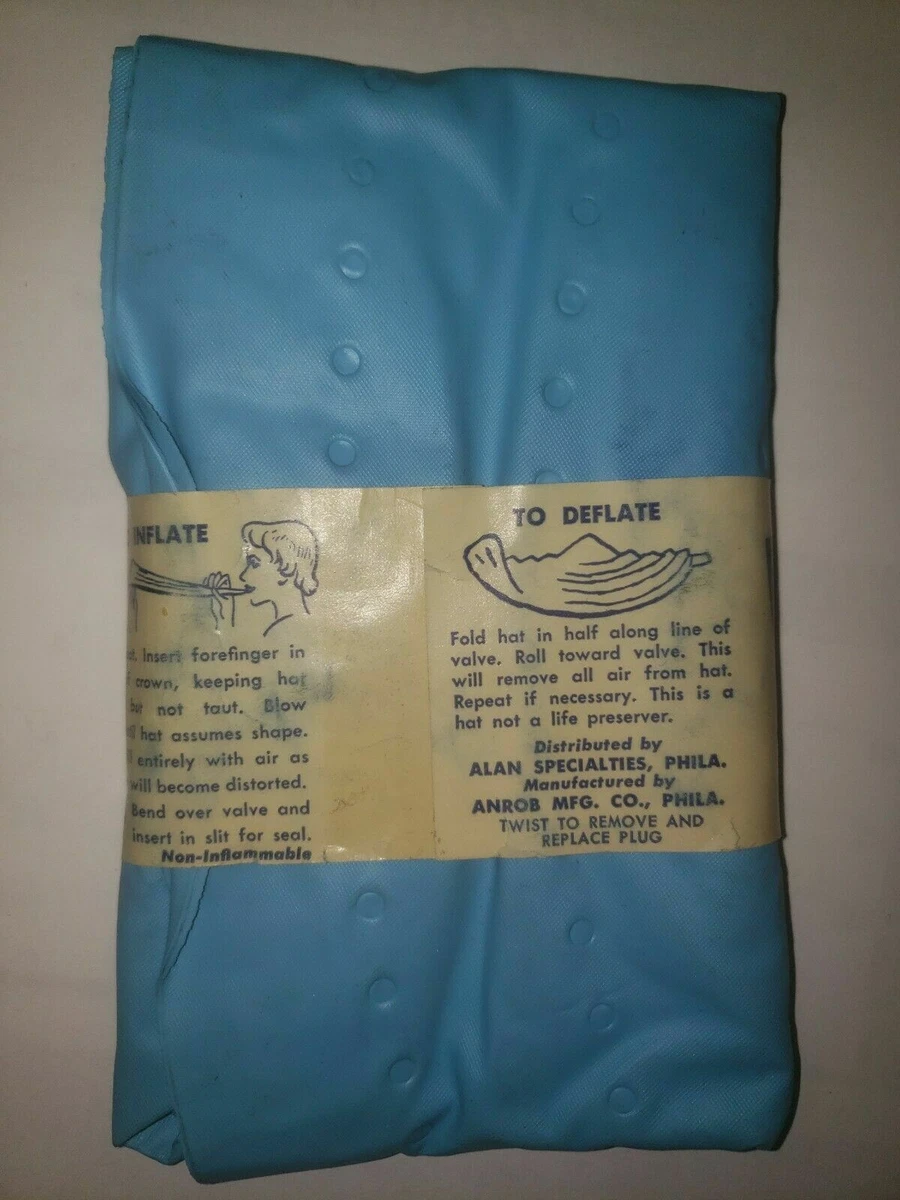 INFLATE
Insert forefinger in
crown, keeping hat
but not taut. Blow
hat assumes shape.
entirely with air as
will become distorted.
Bend over valve and
insert in slit for seal.
Non-Inflammable
TO DEFLATE
Fold hat in half along line of
valve. Roll toward valve. This
will remove all air from hat.
Repeat if necessary. This is a
hat not a life preserver.
Distributed by
ALAN SPECIALTIES, PHILA.
Manufactured by
ANROB MFG. CO., PHILA.
TWIST TO REMOVE AND
REPLACE PLUG